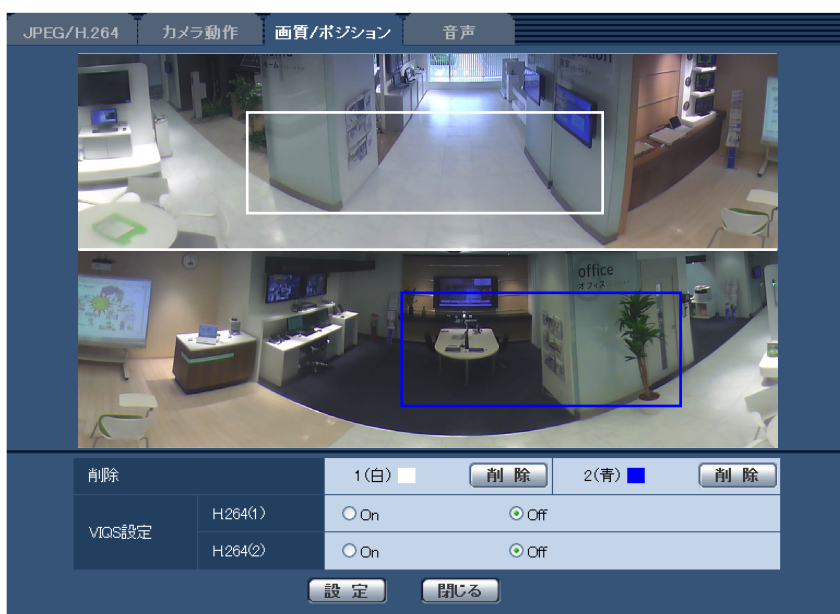 JPEG/H.264 カメラ動作 画質/ポジション 音声
office
オフィス
削除 1(白) 削 除 2(青) 削 除
VIQS設定
H.264(1) On Off
H.264(2) On Off
設 定 閉じる